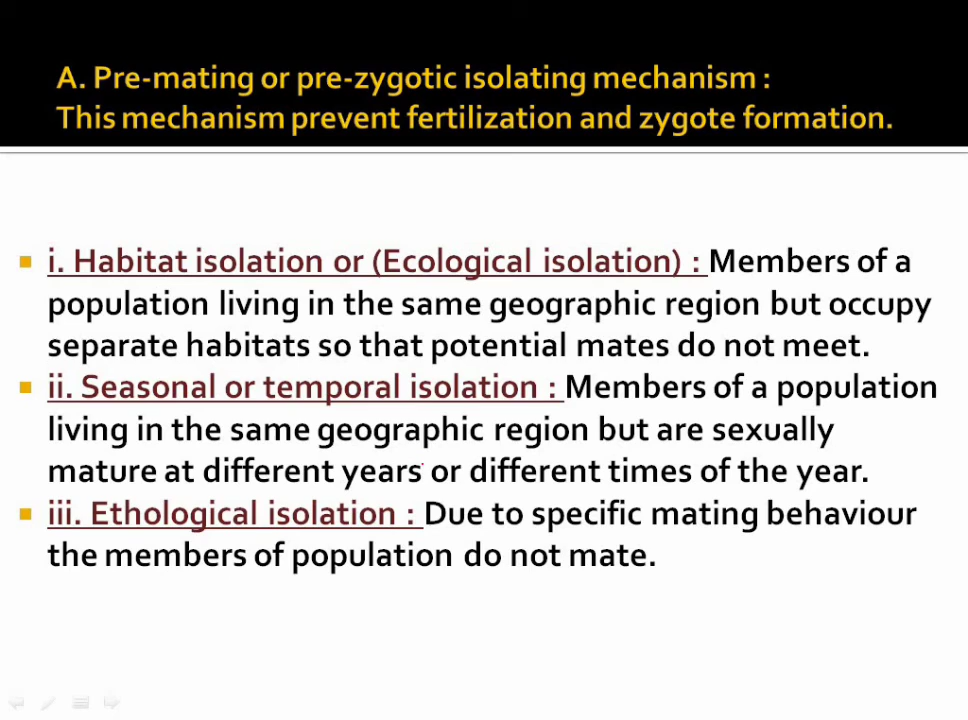 A. Pre-mating or pre-zygotic isolating mechanism :
This mechanism prevent fertilization and zygote formation.
i. Habitat isolation or (Ecological isolation) : Members of a
population living in the same geographic region but occupy
separate habitats so that potential mates do not meet.
ii. Seasonal or temporal isolation : Members of a population
living in the same geographic region but are sexually
mature at different years or different times of the year.
iii. Ethological isolation : Due to specific mating behaviour
the members of population do not mate.